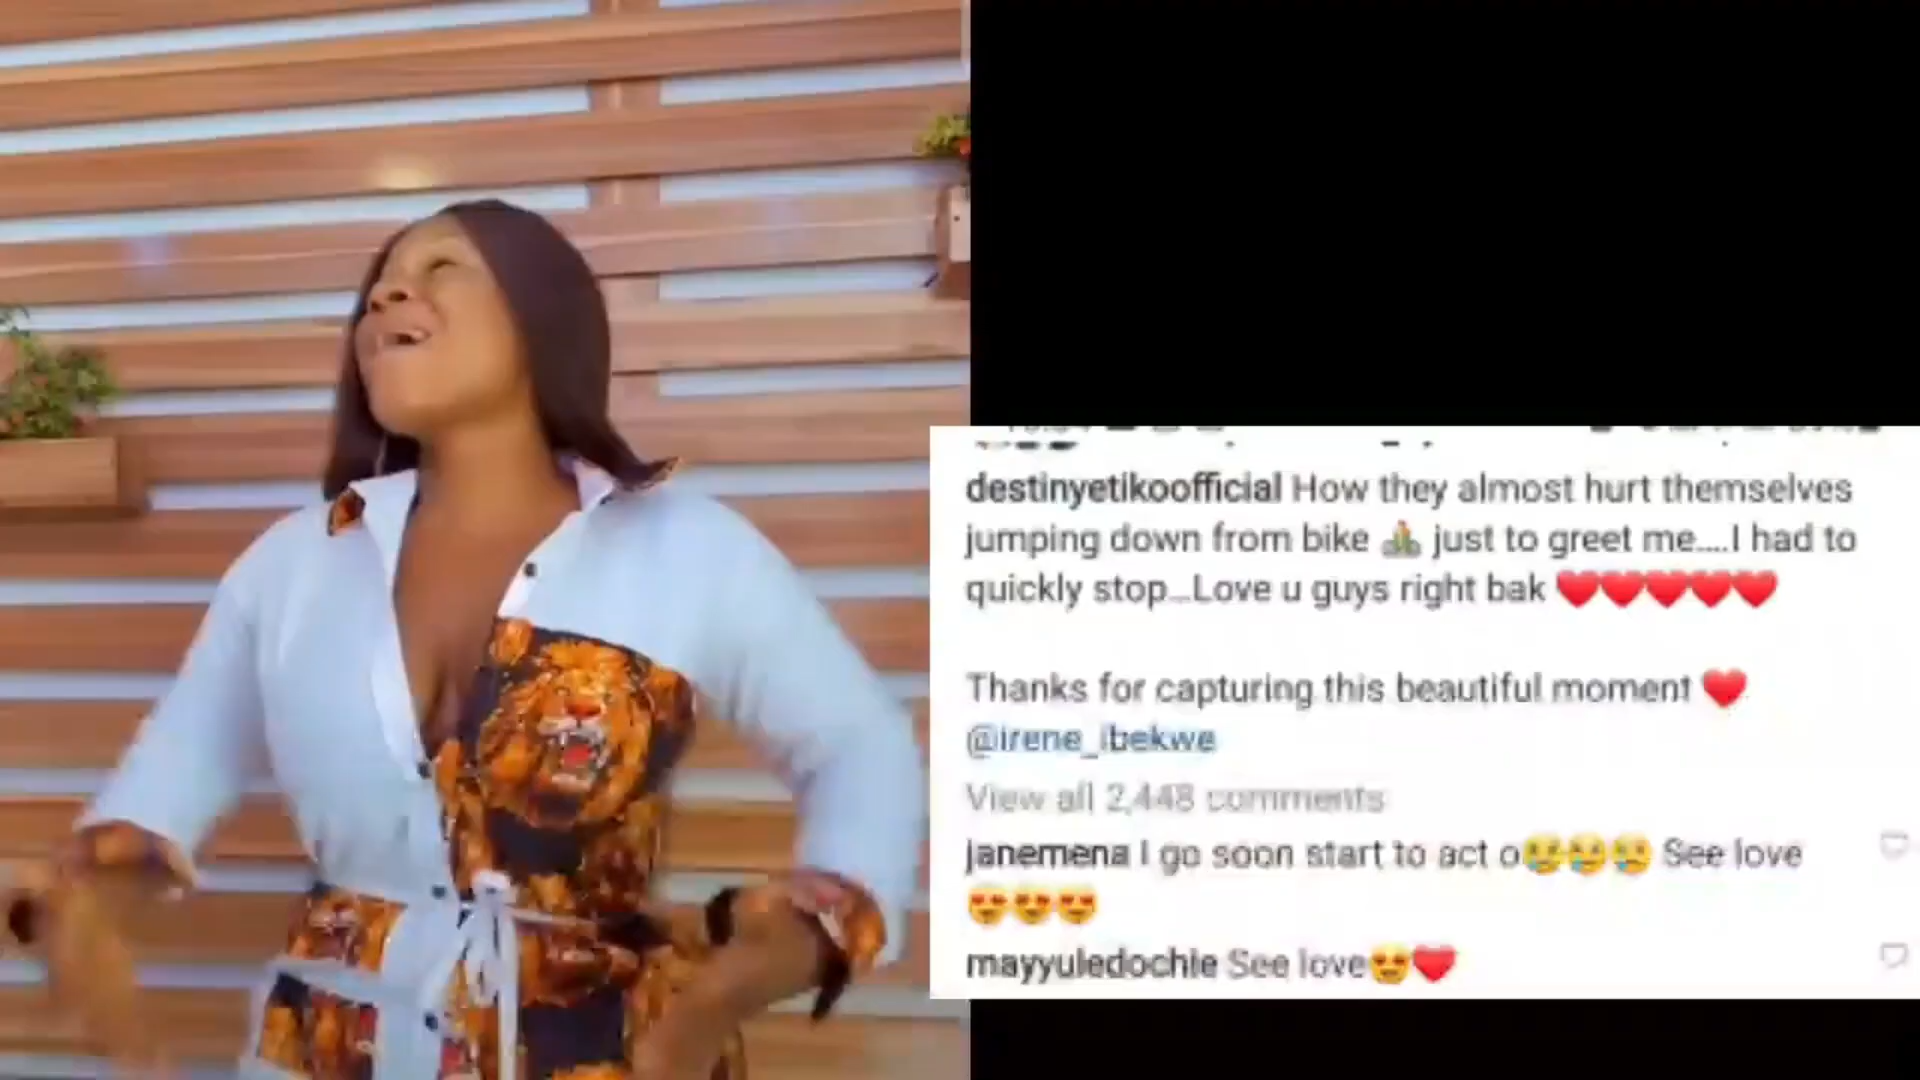 destinyetikoofficial How they almost hurt themselves
jumping down from bike 🚴 just to greet me....I had to
quickly stop...Love u guys right bak ❤️❤️❤️❤️❤️
Thanks for capturing this beautiful moment ❤️
@irene_ibekwe
View all 2,448 comments
janemena I go soon start to act o😢😢😢 See love
😍😍😍
mayyuledochie See love😍❤️